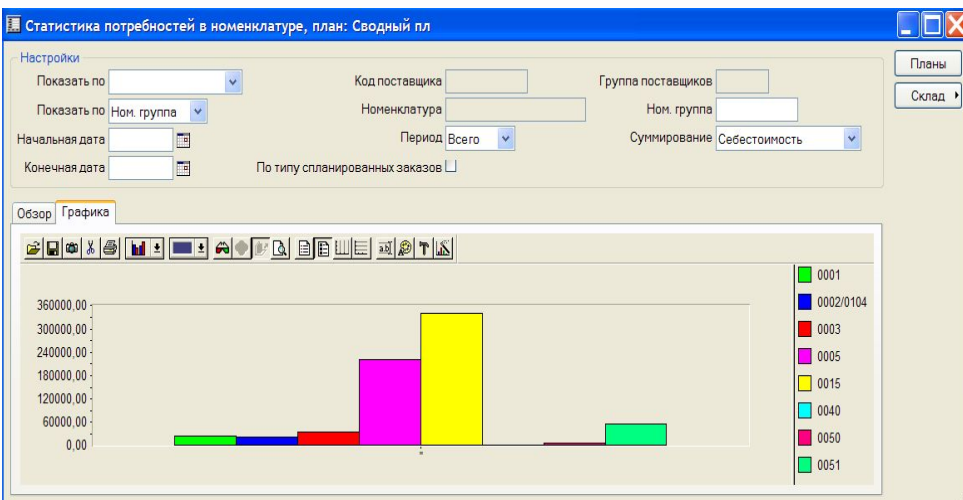 Статистика потребностей в номенклатуре, план: Сводный пл
Настройки
Показать по
Код поставщика
Группа поставщиков
Планы
Показать по Ном. группа
Номенклатура
Ном. группа
Склад
Начальная дата
Период Всего
Суммирование Себестоимость
Конечная дата
По типу спланированных заказов
Обзор Графика
360000,00
300000,00
240000,00
180000,00
120000,00
60000,00
0,00
0001
0002/0104
0003
0005
0015
0040
0050
0051